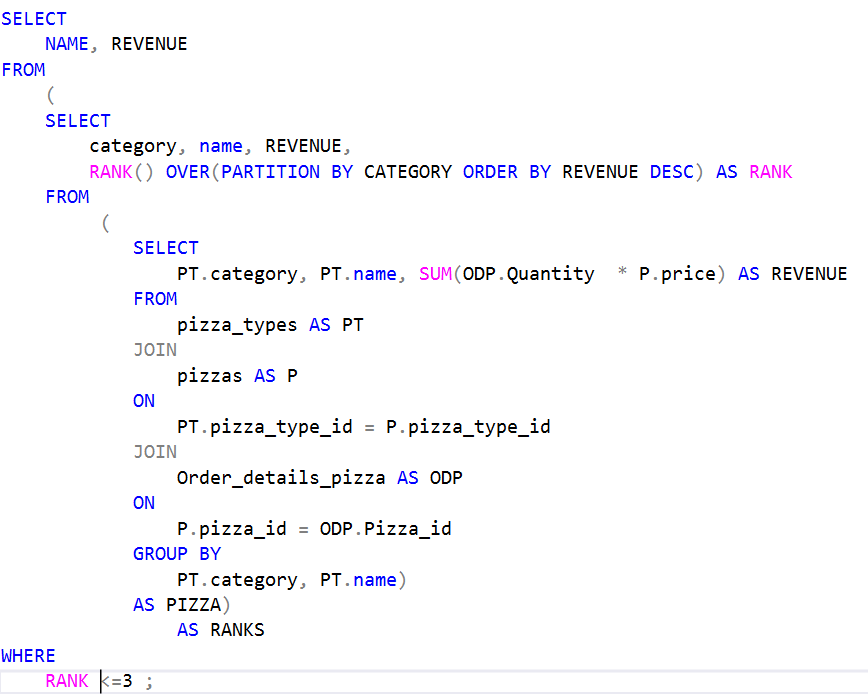 SELECT
NAME, REVENUE
FROM
(
SELECT
category, name, REVENUE,
RANK() OVER(PARTITION BY CATEGORY ORDER BY REVENUE DESC) AS RANK
FROM
(
SELECT
PT.category, PT.name, SUM(ODP.Quantity  * P.price) AS REVENUE
FROM
pizza_types AS PT
JOIN
pizzas AS P
ON
PT.pizza_type_id = P.pizza_type_id
JOIN
Order_details_pizza AS ODP
ON
P.pizza_id = ODP.Pizza_id
GROUP BY
PT.category, PT.name)
AS PIZZA)
AS RANKS
WHERE
RANK <=3 ;